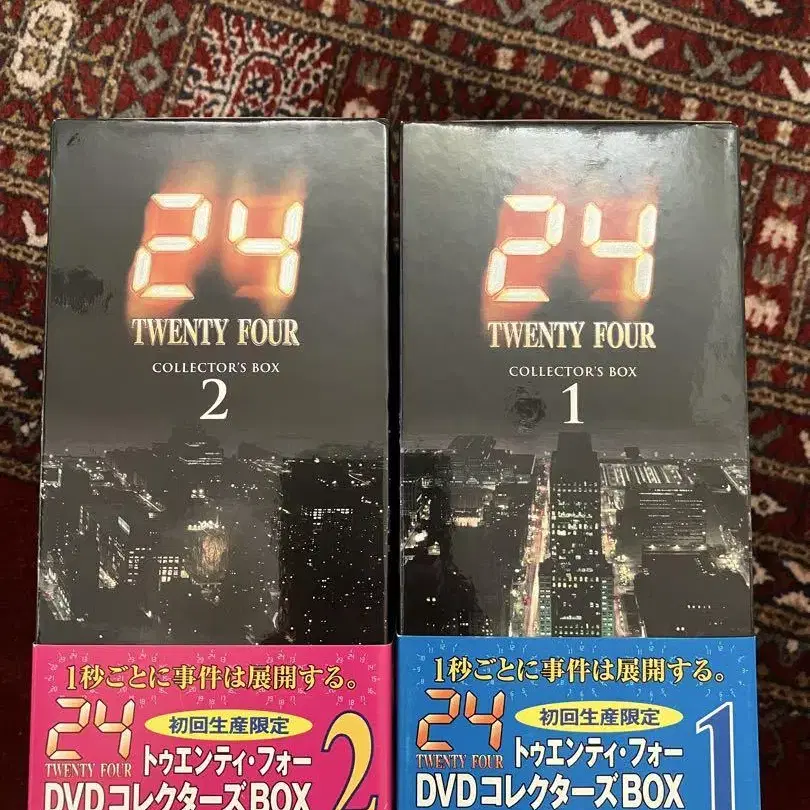 24
TWENTY FOUR
COLLECTOR'S BOX
2
1秒ごとに事件は展開する。
24
TWENTY FOUR
初回生産限定
トゥエンティ・フォー
DVDコレクターズBOX
2
24
TWENTY FOUR
COLLECTOR'S BOX
1
1秒ごとに事件は展開する。
24
TWENTY FOUR
初回生産限定
トゥエンティ・フォー
DVDコレクターズBOX
1